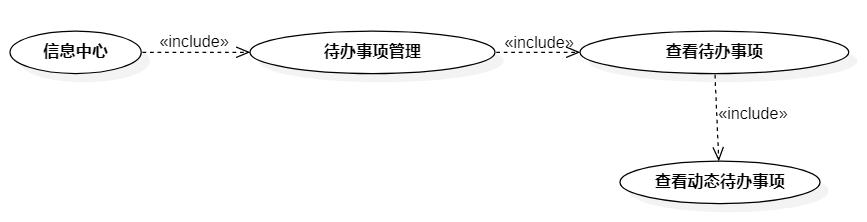 信息中心
«include»
待办事项管理
«include»
查看待办事项
«include»
查看动态待办事项